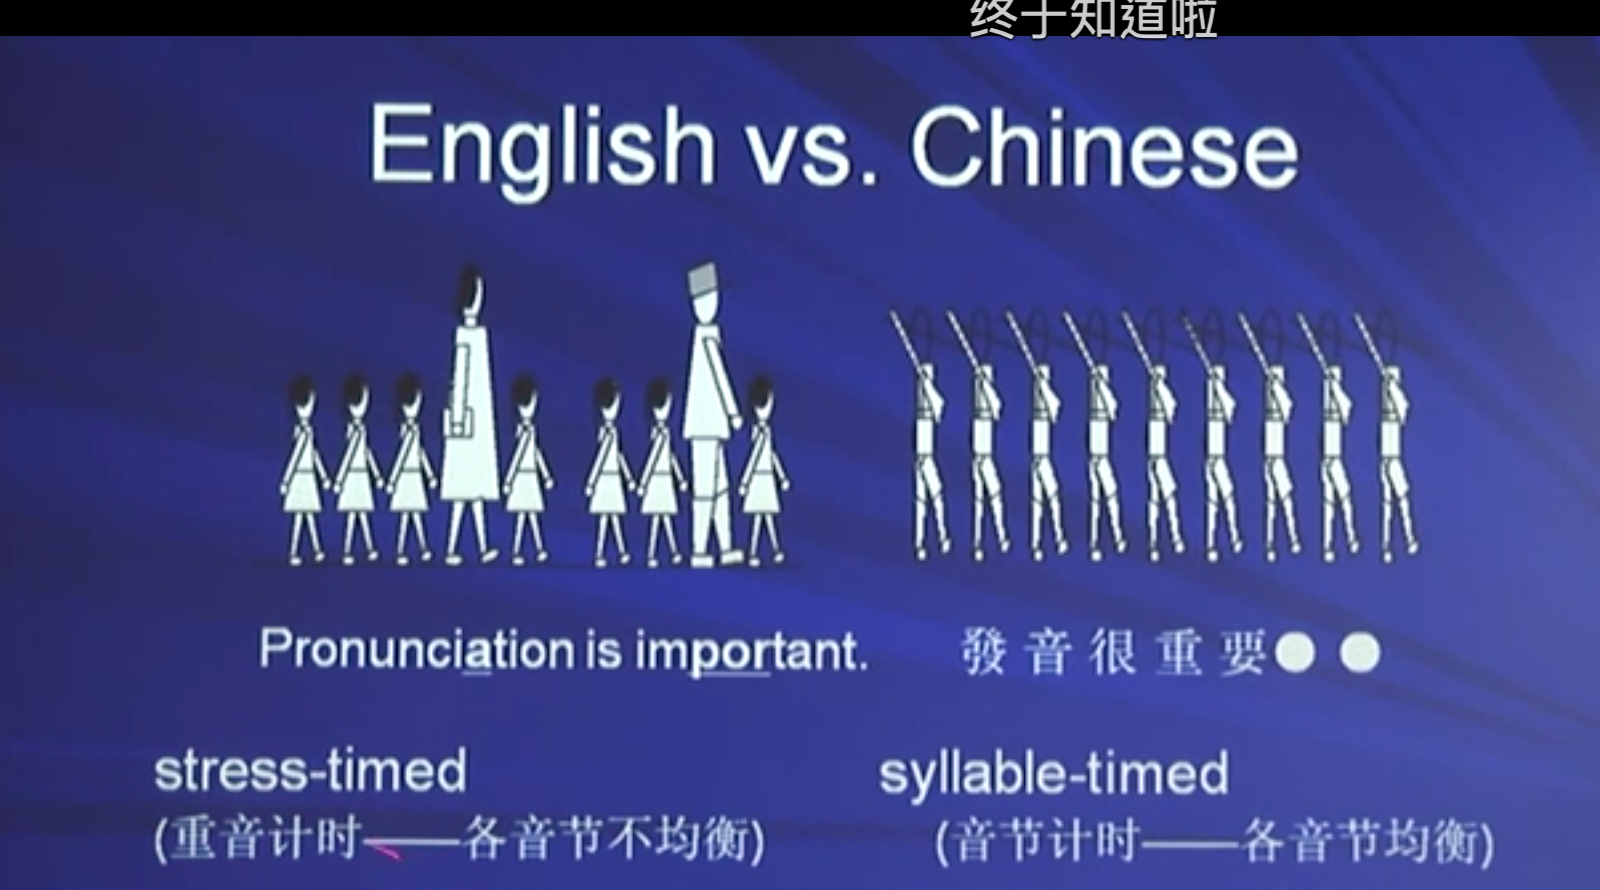 终于知道啦
English vs. Chinese
Pronunciation is important.
發音很重要●●
stress-timed
syllable-timed
(重音计时——各音节不均衡)
(音节计时——各音节均衡)